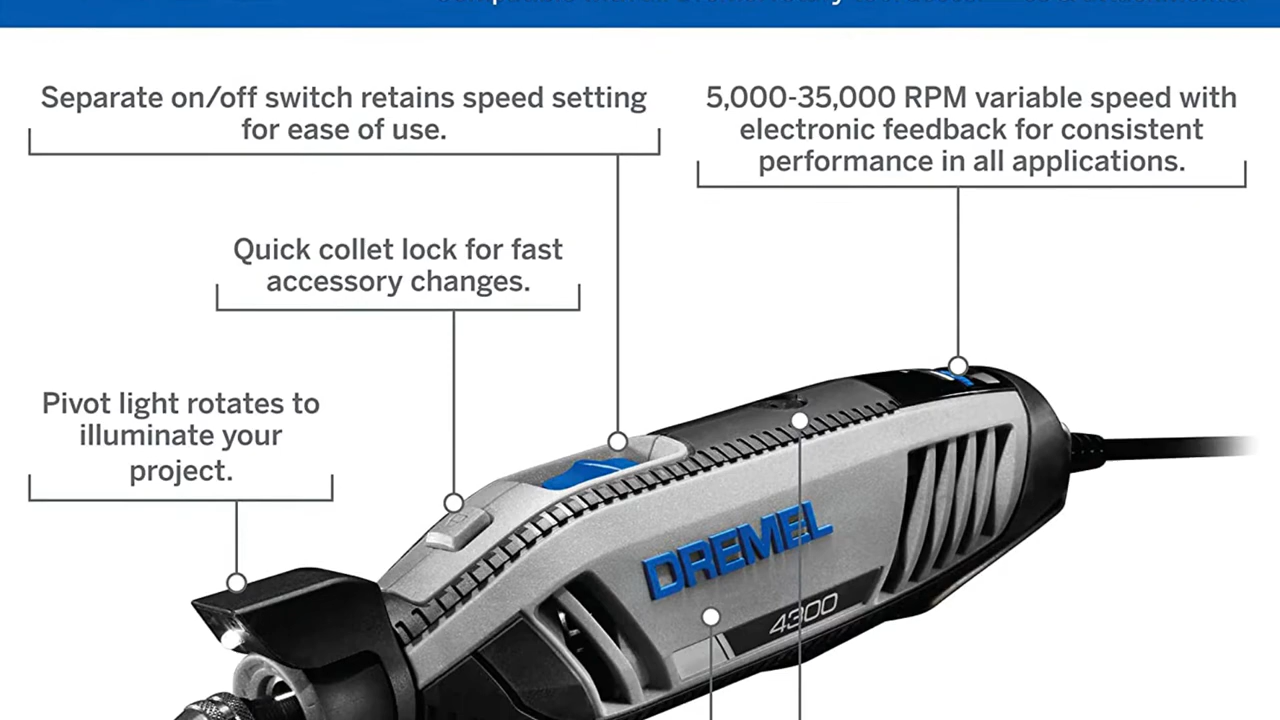 Separate on/off switch retains speed setting
for ease of use.
5,000-35,000 RPM variable speed with
electronic feedback for consistent
performance in all applications.
Quick collet lock for fast
accessory changes.
Pivot light rotates to
illuminate your
project.
DREMEL
4300